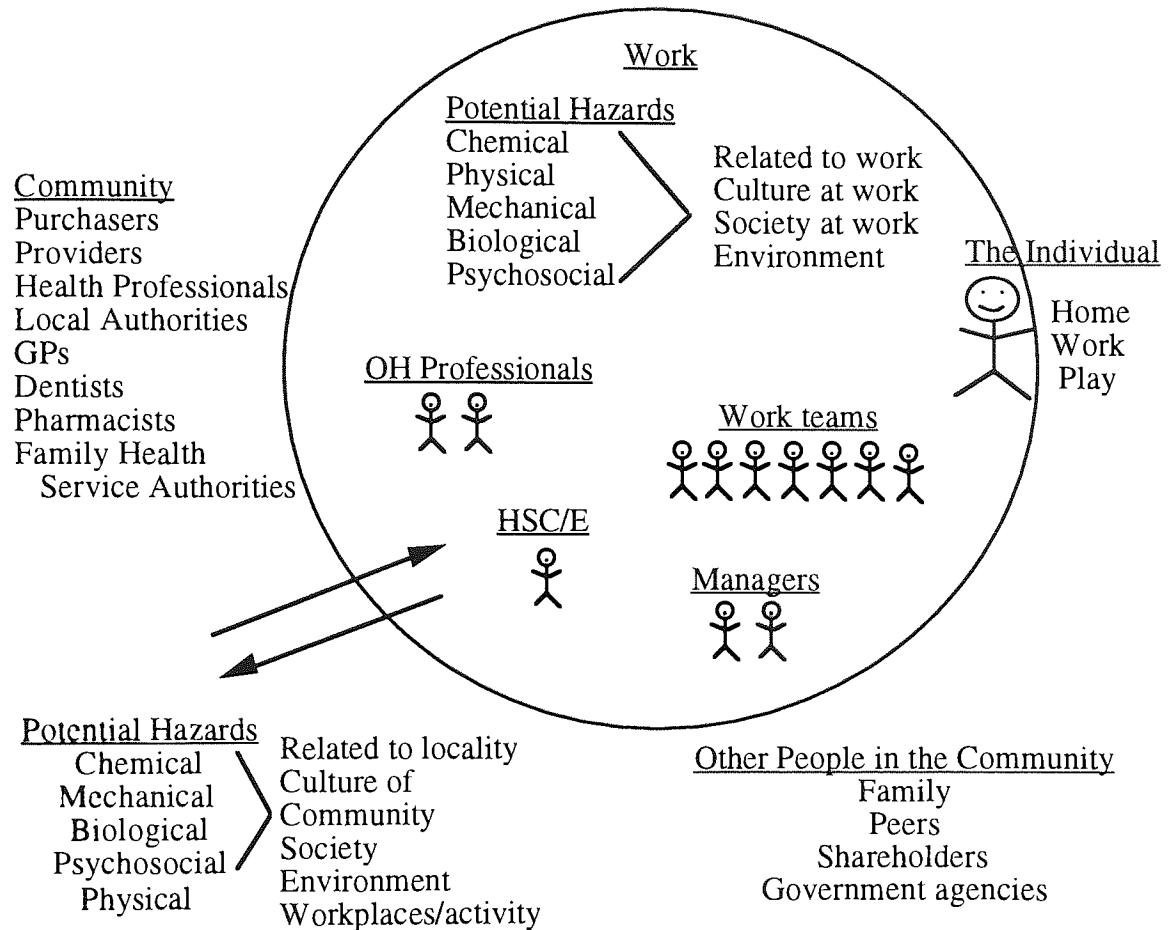 Work
Potential Hazards
Chemical
Physical
Mechanical
Biological
Psychosocial
Related to work
Culture at work
Society at work
Environment
Community
Purchasers
Providers
Health Professionals
Local Authorities
GPs
Dentists
Pharmacists
Family Health
Service Authorities
The Individual
Home
Work
Play
OH Professionals
Work teams
HSC/E
Managers
Potential Hazards
Chemical
Mechanical
Biological
Psychosocial
Physical
Related to locality
Culture of
Community
Society
Environment
Workplaces/activity
Other People in the Community
Family
Peers
Shareholders
Government agencies